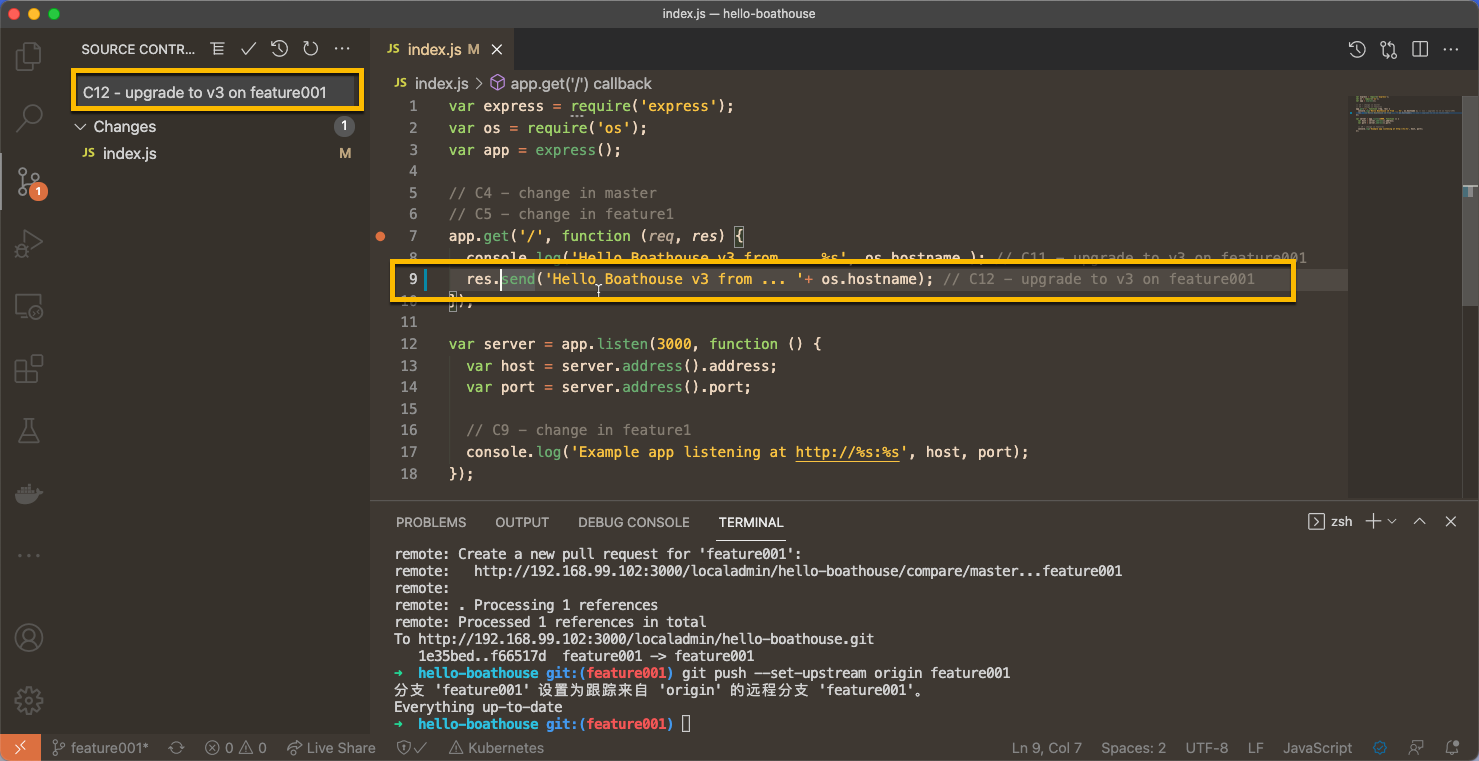 index.js — hello-boathouse
SOURCE CONTR...
JS index.js M
C12 - upgrade to v3 on feature001
Changes 1
JS index.js M
1
JS index.js > app.get('/') callback
1 var express = require('express');
2 var os = require('os');
3 var app = express();
4
5 // C4 - change in master
6 // C5 - change in feature1
7 app.get('/', function (req, res) {
8 console.log('Hello Boathouse v3 from ... %s', os.hostname ); // C11 - upgrade to v3 on feature001
9 res.send('Hello Boathouse v3 from ... '+ os.hostname); // C12 - upgrade to v3 on feature001
10 });
11
12 var server = app.listen(3000, function () {
13 var host = server.address().address;
14 var port = server.address().port;
15
16 // C9 - change in feature1
17 console.log('Example app listening at http://%s:%s', host, port);
18 });
PROBLEMS OUTPUT DEBUG CONSOLE TERMINAL
zsh
remote: Create a new pull request for 'feature001':
remote: http://192.168.99.102:3000/localadmin/hello-boathouse/compare/master...feature001
remote:
remote: . Processing 1 references
remote: Processed 1 references in total
To http://192.168.99.102:3000/localadmin/hello-boathouse.git
1e35bed..f66517d feature001 -> feature001
→ hello-boathouse git:(feature001) git push --set-upstream origin feature001
分支 'feature001' 设置为跟踪来自 'origin' 的远程分支 'feature001'。
Everything up-to-date
→ hello-boathouse git:(feature001)
feature001* 0 0 Live Share Kubernetes Ln 9, Col 7 Spaces: 2 UTF-8 LF JavaScript